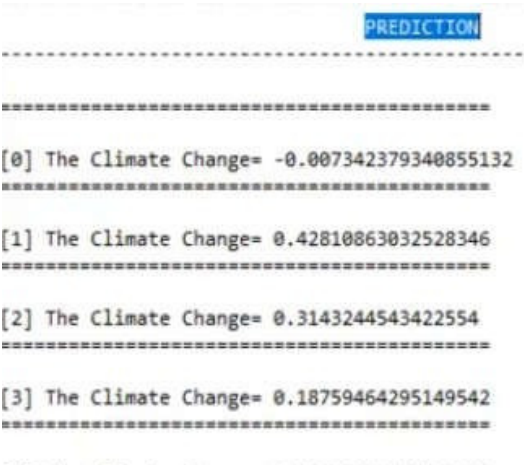 PREDICTION
[0] The Climate Change= -0.007342379340855132
[1] The Climate Change= 0.42810863032528346
[2] The Climate Change= 0.3143244543422554
[3] The Climate Change= 0.18759464295149542